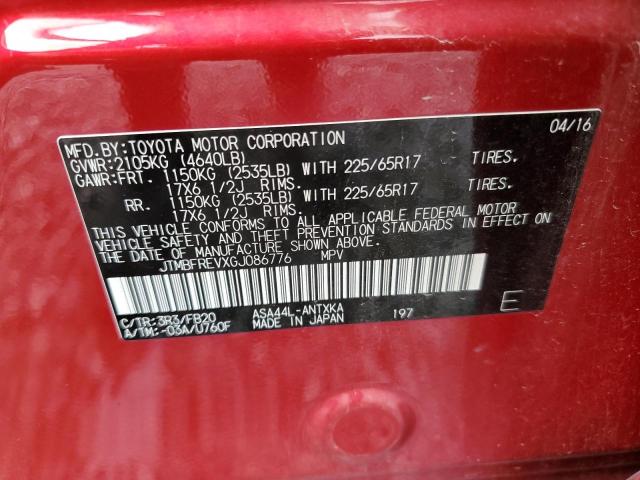 MFD. BY: TOYOTA MOTOR CORPORATION 04/16
GVWR: 2105KG (4640LB)
GAWR: FRT. 1150KG (2535LB) WITH 225/65R17 TIRES.
17X6 1/2J RIMS
RR. 1150KG (2535LB) WITH 225/65R17 TIRES.
17X6 1/2J RIMS.
THIS VEHICLE CONFORMS TO ALL APPLICABLE FEDERAL MOTOR
VEHICLE SAFETY AND THEFT PREVENTION STANDARDS IN EFFECT ON
THE DATE OF MANUFACTURE SHOWN ABOVE.
JTMBFREVXGJ086776 MPV
C/TR: 3R3/FB20 ASA44L-ANTXKA 197 E
A/TM: -03A/U760F MADE IN JAPAN